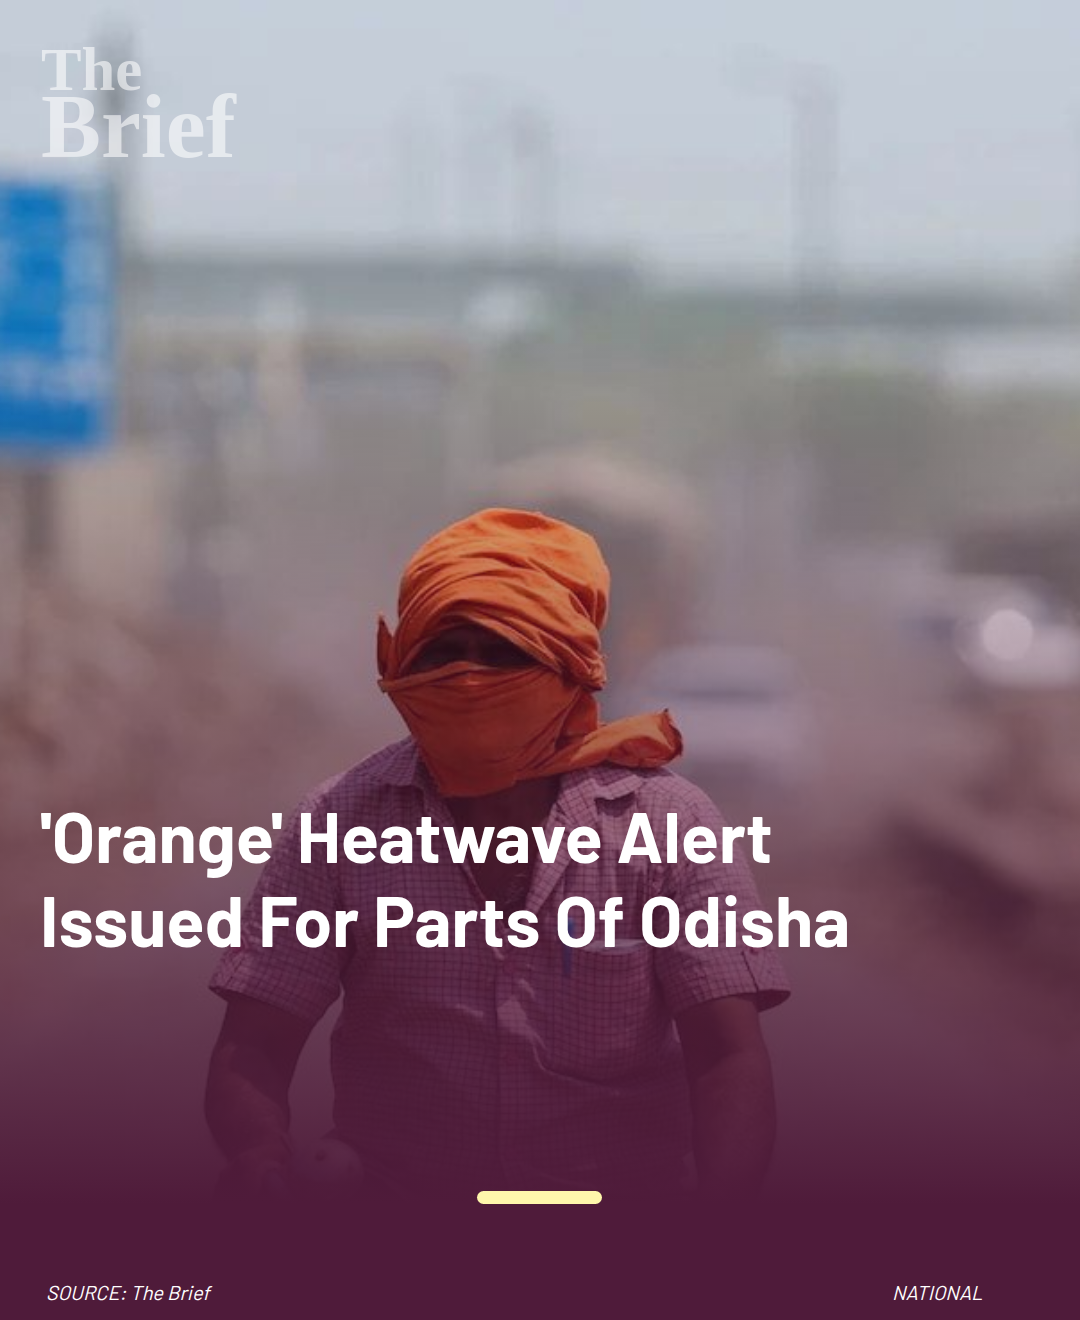 The
Brief
'Orange' Heatwave Alert
Issued For Parts Of Odisha
SOURCE: The Brief
NATIONAL